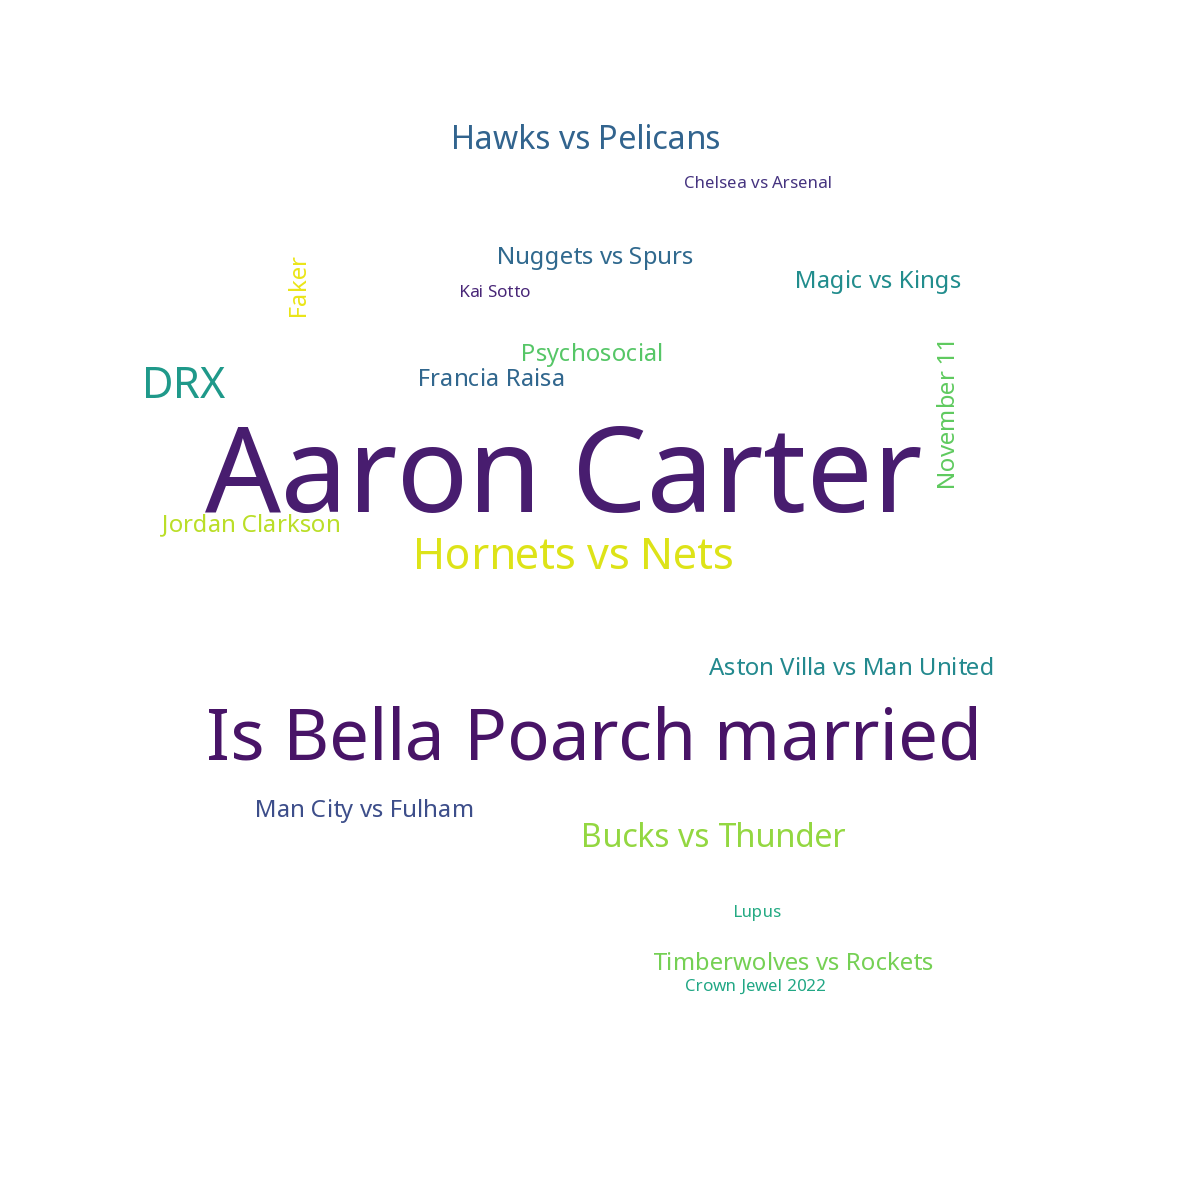 Hawks vs Pelicans
Chelsea vs Arsenal
Nuggets vs Spurs
Faker
Magic vs Kings
Kai Sotto
Psychosocial
November 11
Francia Raisa
DRX
Aaron Carter
Jordan Clarkson
Hornets vs Nets
Aston Villa vs Man United
Is Bella Poarch married
Man City vs Fulham
Bucks vs Thunder
Lupus
Timberwolves vs Rockets
Crown Jewel 2022